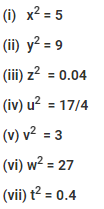 (i) x² = 5
(ii) y² = 9
(iii) z² = 0.04
(iv) u² = 17/4
(v) v² = 3
(vi) w² = 27
(vii) t² = 0.4